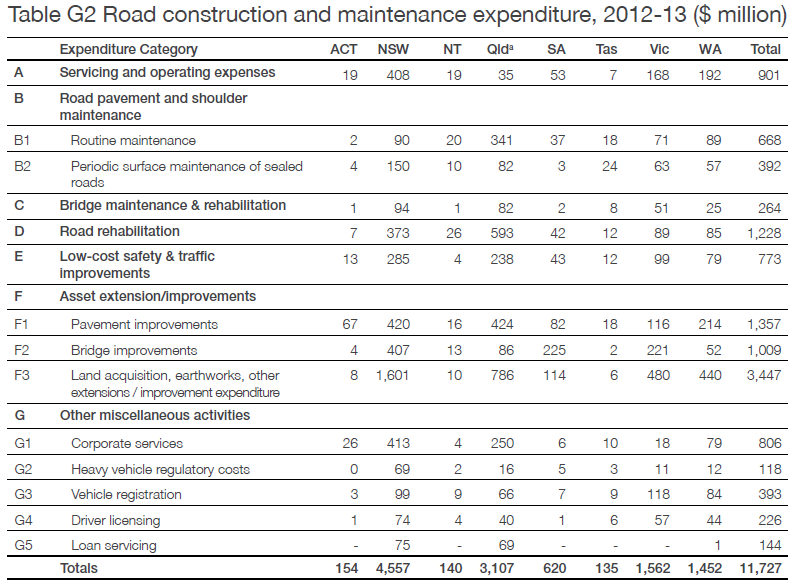 Table G2 Road construction and maintenance expenditure, 2012-13 ($ million)
Expenditure Category ACT NSW NT Qldᵃ SA Tas Vic WA Total
A Servicing and operating expenses 19 408 19 35 53 7 168 192 901
B Road pavement and shoulder
maintenance
B1 Routine maintenance 2 90 20 341 37 18 71 89 668
B2 Periodic surface maintenance of sealed 4 150 10 82 3 24 63 57 392
roads
C Bridge maintenance & rehabilitation 1 94 1 82 2 8 51 25 264
D Road rehabilitation 7 373 26 593 42 12 89 85 1,228
E Low-cost safety & traffic 13 285 4 238 43 12 99 79 773
improvements
F Asset extension/improvements
F1 Pavement improvements 67 420 16 424 82 18 116 214 1,357
F2 Bridge improvements 4 407 13 86 225 2 221 52 1,009
F3 Land acquisition, earthworks, other 8 1,601 10 786 114 6 480 440 3,447
extensions / improvement expenditure
G Other miscellaneous activities
G1 Corporate services 26 413 4 250 6 10 18 79 806
G2 Heavy vehicle regulatory costs 0 69 2 16 5 3 11 12 118
G3 Vehicle registration 3 99 9 66 7 9 118 84 393
G4 Driver licensing 1 74 4 40 1 6 57 44 226
G5 Loan servicing - 75 - 69 - - - 1 144
Totals 154 4,557 140 3,107 620 135 1,562 1,452 11,727